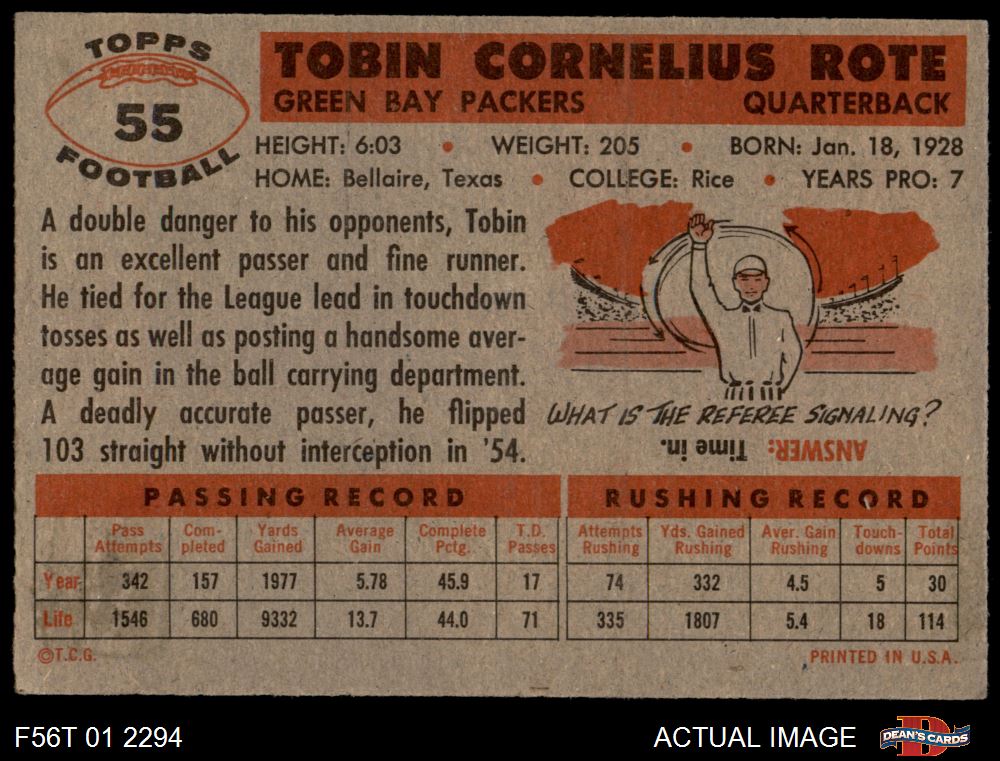 TOPPS
55
FOOTBALL
TOBIN CORNELIUS ROTE
GREEN BAY PACKERS QUARTERBACK
HEIGHT: 6:03 • WEIGHT: 205 • BORN: Jan. 18, 1928
HOME: Bellaire, Texas • COLLEGE: Rice • YEARS PRO: 7
A double danger to his opponents, Tobin
is an excellent passer and fine runner.
He tied for the League lead in touchdown
tosses as well as posting a handsome aver-
age gain in the ball carrying department.
A deadly accurate passer, he flipped
103 straight without interception in '54.
WHAT IS THE REFEREE SIGNALING?
ANSWER: Time in.
PASSING RECORD
Pass Attempts Com-pleted Yards Gained Average Gain Complete Pctg. T.D. Passes
Year 342 157 1977 5.78 45.9 17
Life 1546 680 9332 13.7 44.0 71
RUSHING RECORD
Attempts Rushing Yds. Gained Rushing Aver. Gain Rushing Touch-downs Total Points
74 332 4.5 5 30
335 1807 5.4 18 114
©T.C.G. PRINTED IN U.S.A.
F56T 01 2294 ACTUAL IMAGE DEAN'S CARDS